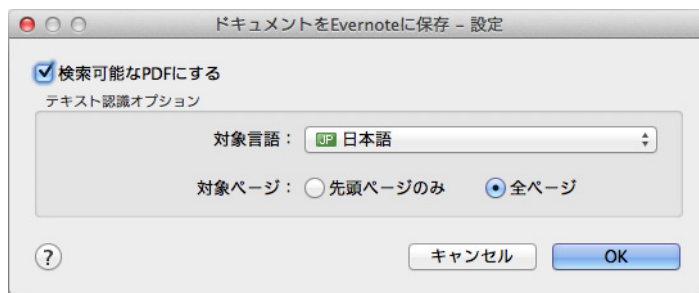 ドキュメントをEvernoteに保存 – 設定
検索可能なPDFにする
テキスト認識オプション
対象言語： JP 日本語
対象ページ： 先頭ページのみ 全ページ
? キャンセル OK